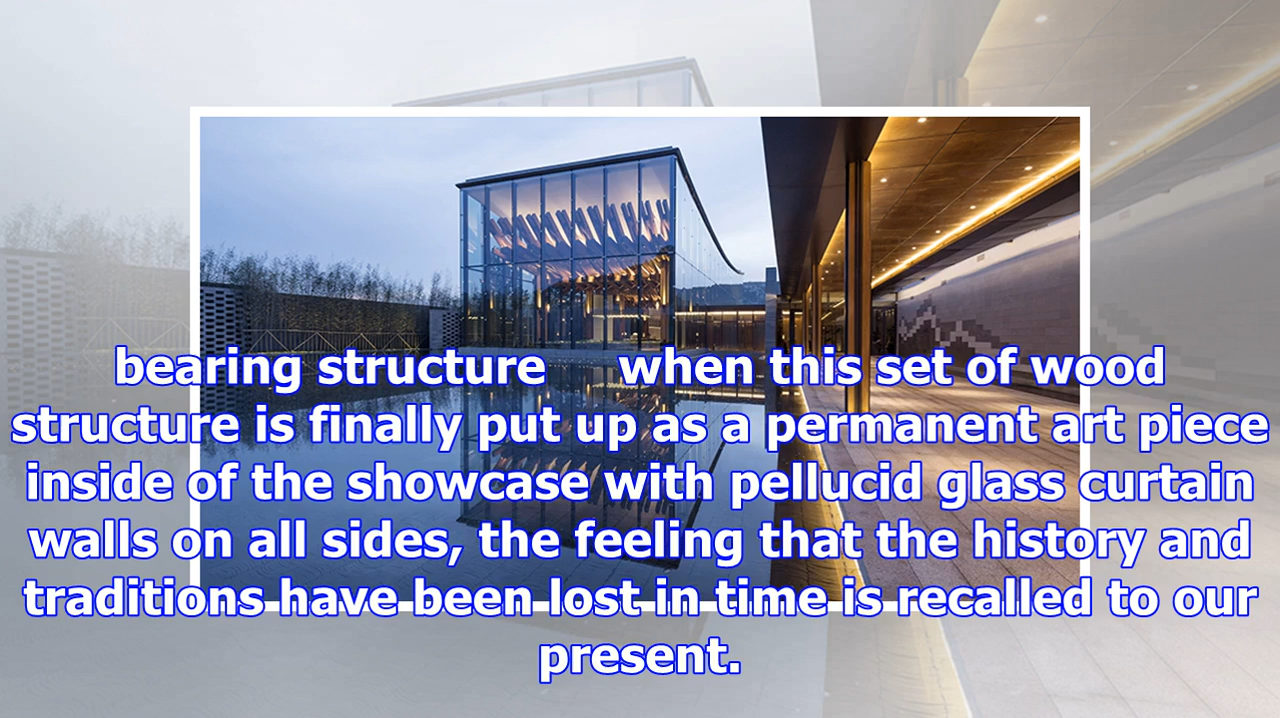 bearing structure when this set of wood
structure is finally put up as a permanent art piece
inside of the showcase with pellucid glass curtain
walls on all sides, the feeling that the history and
traditions have been lost in time is recalled to our
present.